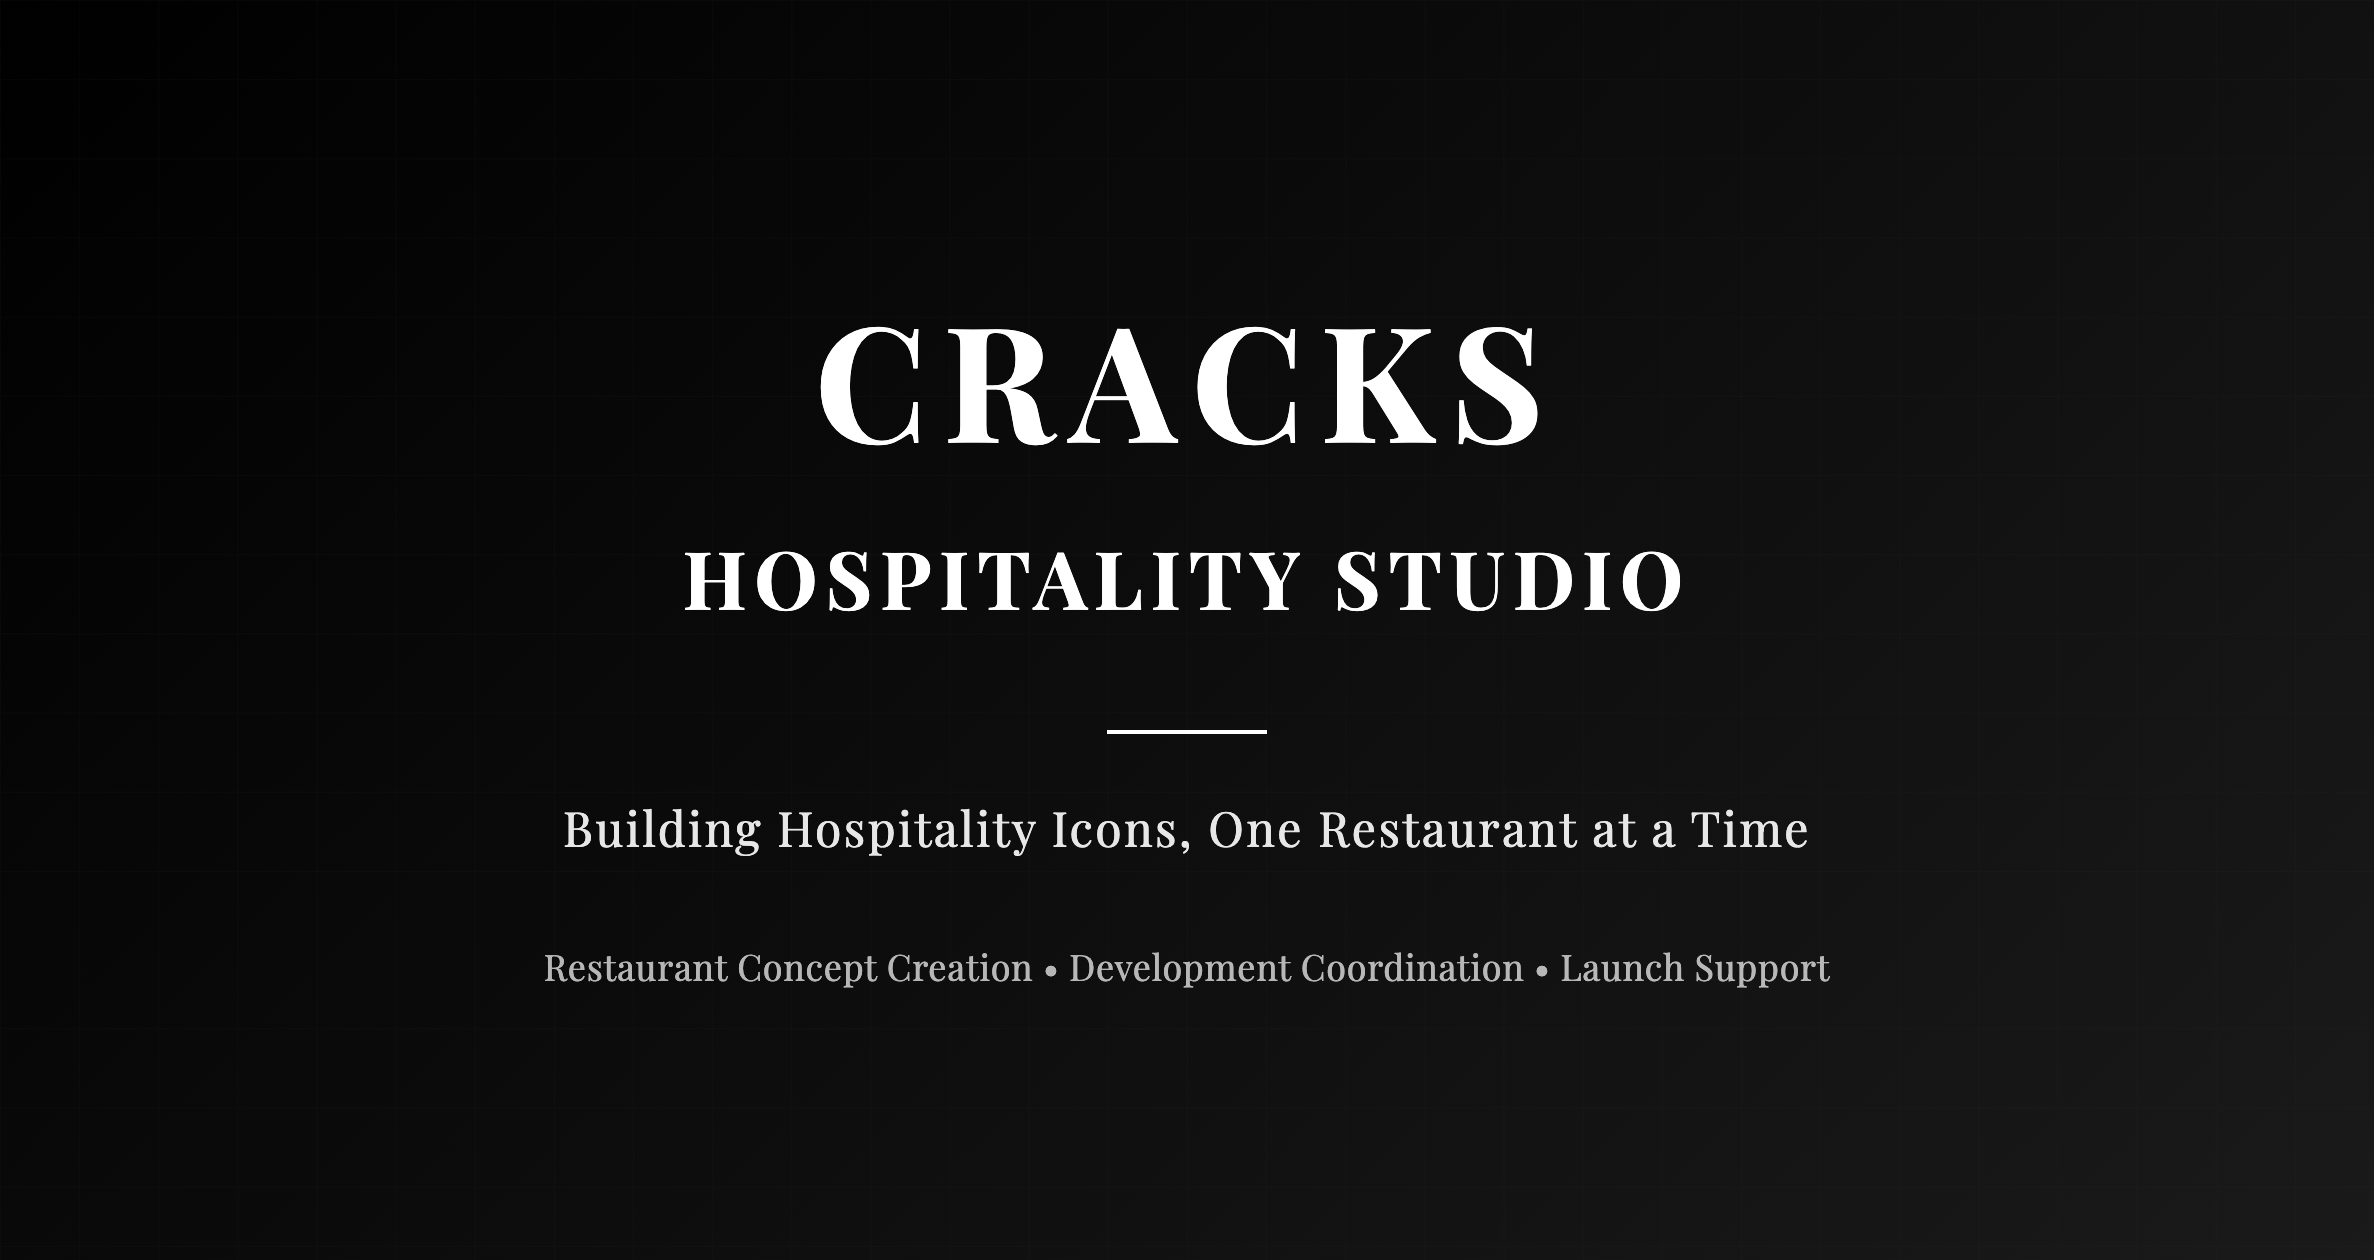 CRACKS
HOSPITALITY STUDIO
Building Hospitality Icons, One Restaurant at a Time
Restaurant Concept Creation • Development Coordination • Launch Support